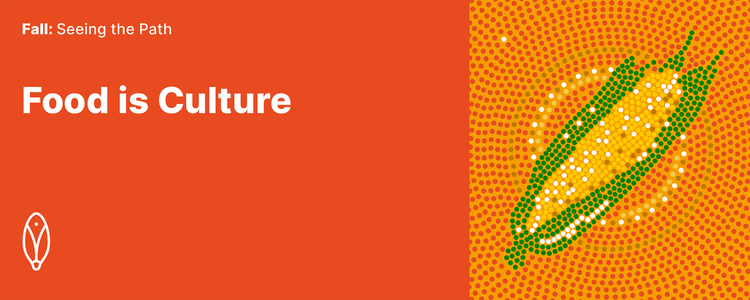 Fall: Seeing the Path
Food is Culture